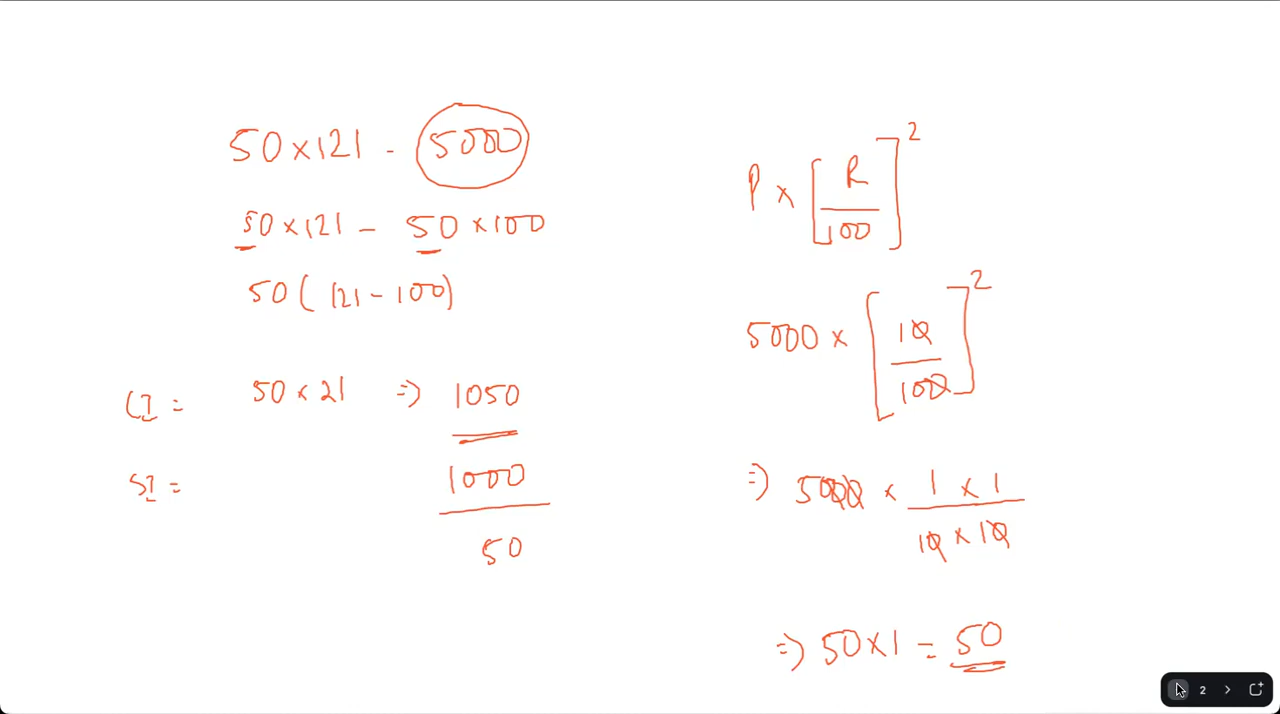 50 × 121 - 5000
50 × 121 - 50 × 100
50 ( 121 - 100)
CI = 50 × 21 => 1050
SI = 1000
50
P × [R/100]²
5000 × [10/100]²
=> 5000 × 1 × 1 / 10 × 10
=> 50 × 1 = 50
2